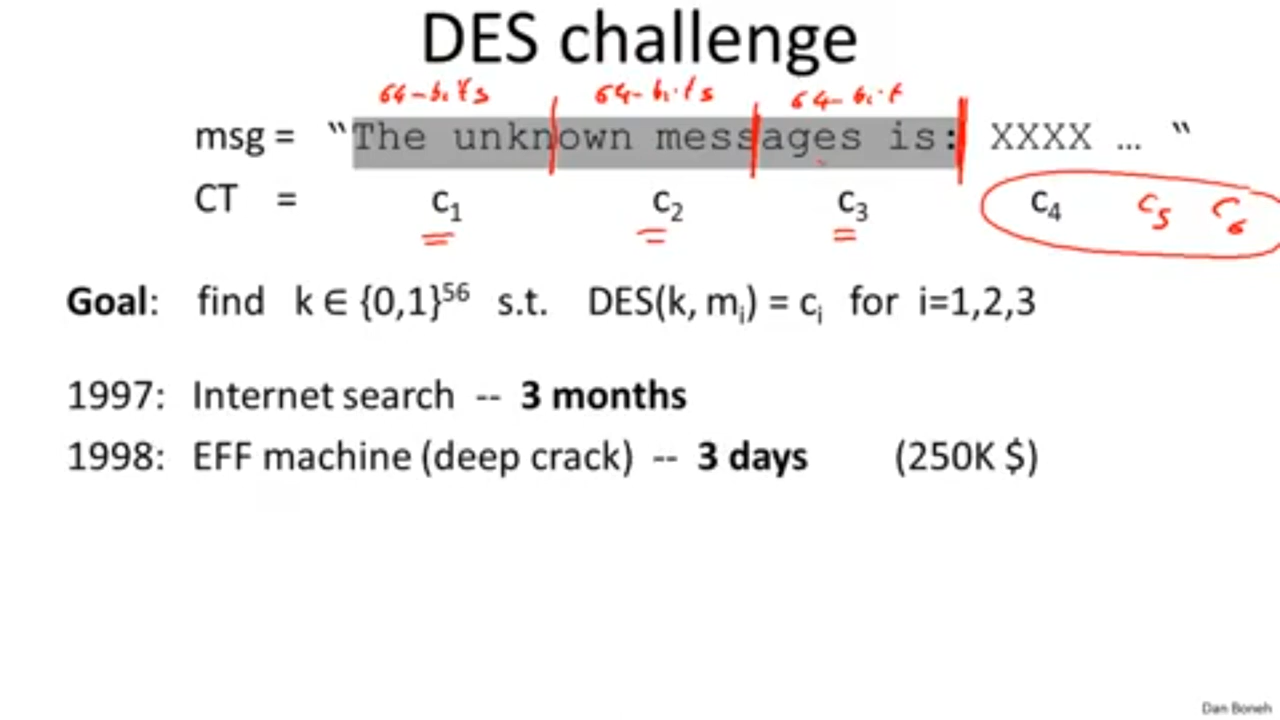 DES challenge
64-bits 64-bits 64-bit
msg = "The unknown messages is: XXXX ... "
CT = c₁ c₂ c₃ c₄ c₅ c₆
Goal: find k ∈ {0,1}⁵⁶ s.t. DES(k, mᵢ) = cᵢ for i=1,2,3
1997: Internet search -- 3 months
1998: EFF machine (deep crack) -- 3 days (250K $)
Dan Boneh